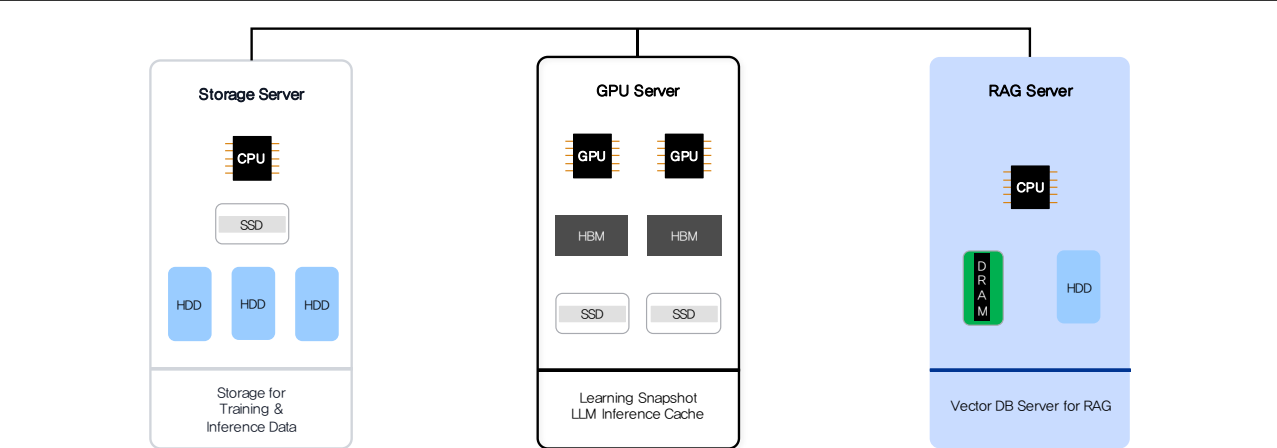 Storage Server
CPU
SSD
HDD
HDD
HDD
Storage for
Training &
Inference Data
GPU Server
GPU
GPU
HBM
HBM
SSD
SSD
Learning Snapshot
LLM Inference Cache
RAG Server
CPU
DRAM
HDD
Vector DB Server for RAG